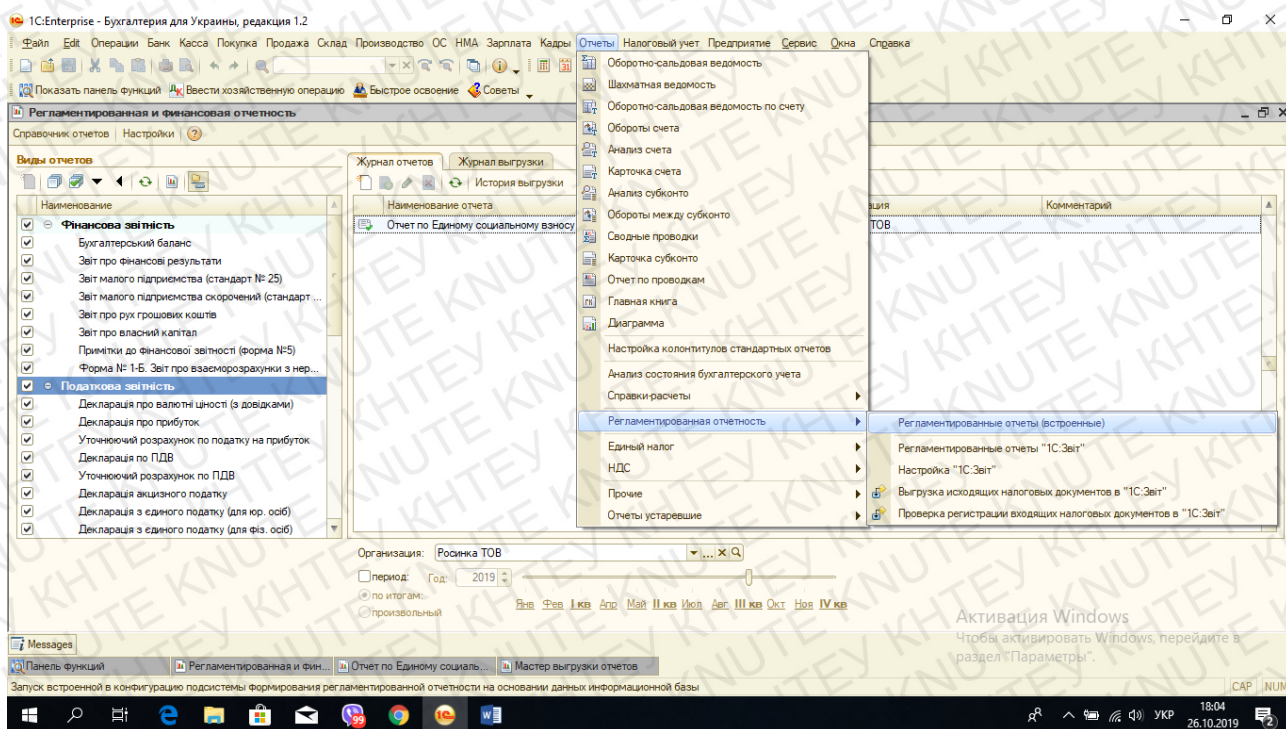 1С:Enterprise - Бухгалтерия для Украины, редакция 1.2
Файл Edit Операции Банк Касса Покупка Продажа Склад Производство ОС НМА Зарплата Кадры Отчеты Налоговый учет Предприятие Сервис Окна Справка
Показать панель функций Ввести хозяйственную операцию Быстрое освоение Советы
Регламентированная и финансовая отчетность
Справочник отчетов Настройки
Виды отчетов
Наименование
Фінансова звітність
Бухгалтерський баланс
Звіт про фінансові результати
Звіт малого підприємства (стандарт № 25)
Звіт малого підприємства скорочений (стандарт ...
Звіт про рух грошових коштів
Звіт про власний капітал
Примітки до фінансової звітності (форма №5)
Форма № 1-Б. Звіт про взаєморозрахунки з нер...
Податкова звітність
Декларація про валютні цінності (з довідками)
Декларація про прибуток
Уточнюючий розрахунок по податку на прибуток
Декларація по ПДВ
Уточнюючий розрахунок по ПДВ
Декларація акцизного податку
Декларація з єдиного податку (для юр. осіб)
Декларація з єдиного податку (для фіз. осіб)
Журнал отчетов Журнал выгрузки
История выгрузки
Наименование отчета
ация Комментарий
Отчет по Единому социальному взносу
ТОВ
Оборотно-сальдовая ведомость
Шахматная ведомость
Оборотно-сальдовая ведомость по счету
Обороты счета
Анализ счета
Карточка счета
Анализ субконто
Обороты между субконто
Сводные проводки
Карточка субконто
Отчет по проводкам
Главная книга
Диаграмма
Настройка колонтитулов стандартных отчетов
Анализ состояния бухгалтерского учета
Справки-расчеты
Регламентированная отчетность
Единый налог
НДС
Прочие
Отчеты устаревшие
Регламентированные отчеты (встроенные)
Регламентированные отчеты "1С:Звіт"
Настройка "1С:Звіт"
Выгрузка исходящих налоговых документов в "1С:Звіт"
Проверка регистрации входящих налоговых документов в "1С:Звіт"
Организация: Росинка ТОВ
период: Год: 2019
по итогам:
произвольный
Янв Фев I кв Апр Май II кв Июл Авг III кв Окт Ноя IV кв
Активация Windows
Чтобы активировать Windows, перейдите в
раздел "Параметры".
Messages
Панель функций Регламентированная и фин... Отчет по Единому социаль... Мастер выгрузки отчетов
Запуск встроенной в конфигурацию подсистемы формирования регламентированной отчетности на основании данных информационной базы
CAP NUM
99
УКР
18:04
26.10.2019
2
KNUTEУ КНТЕУ